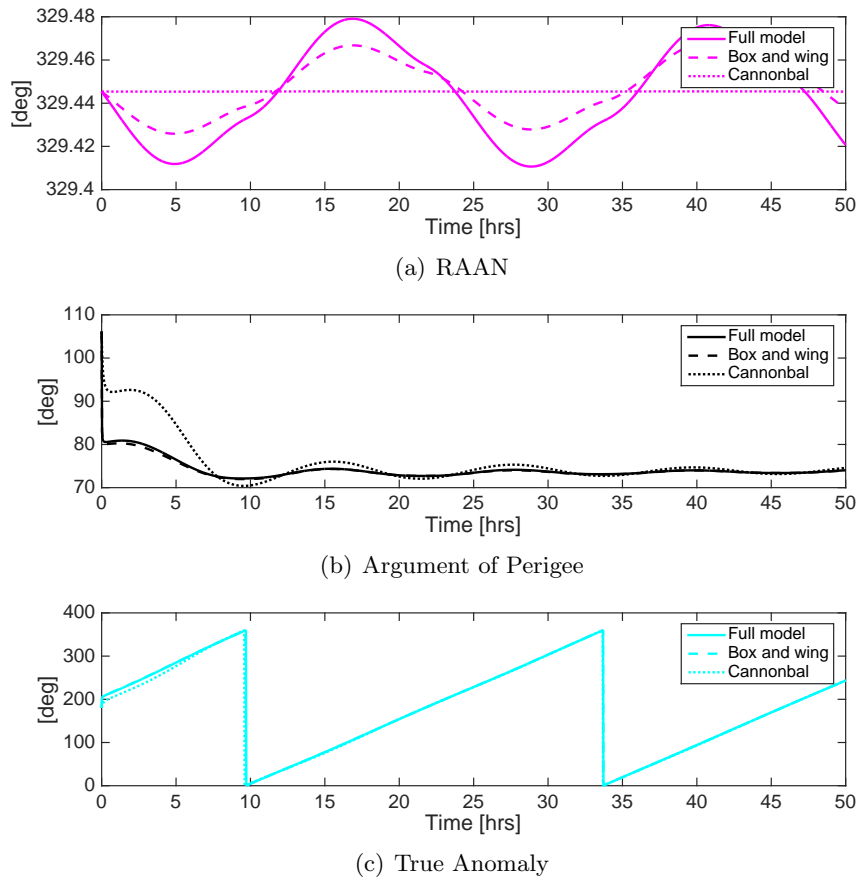 329.48
329.46
329.44
329.42
329.4
[deg]
Full model
Box and wing
Cannonbal
0 5 10 15 20 25 30 35 40 45 50
Time [hrs]
(a) RAAN
110
100
90
80
70
[deg]
Full model
Box and wing
Cannonbal
0 5 10 15 20 25 30 35 40 45 50
Time [hrs]
(b) Argument of Perigee
400
300
200
100
0
[deg]
Full model
Box and wing
Cannonbal
0 5 10 15 20 25 30 35 40 45 50
Time [hrs]
(c) True Anomaly